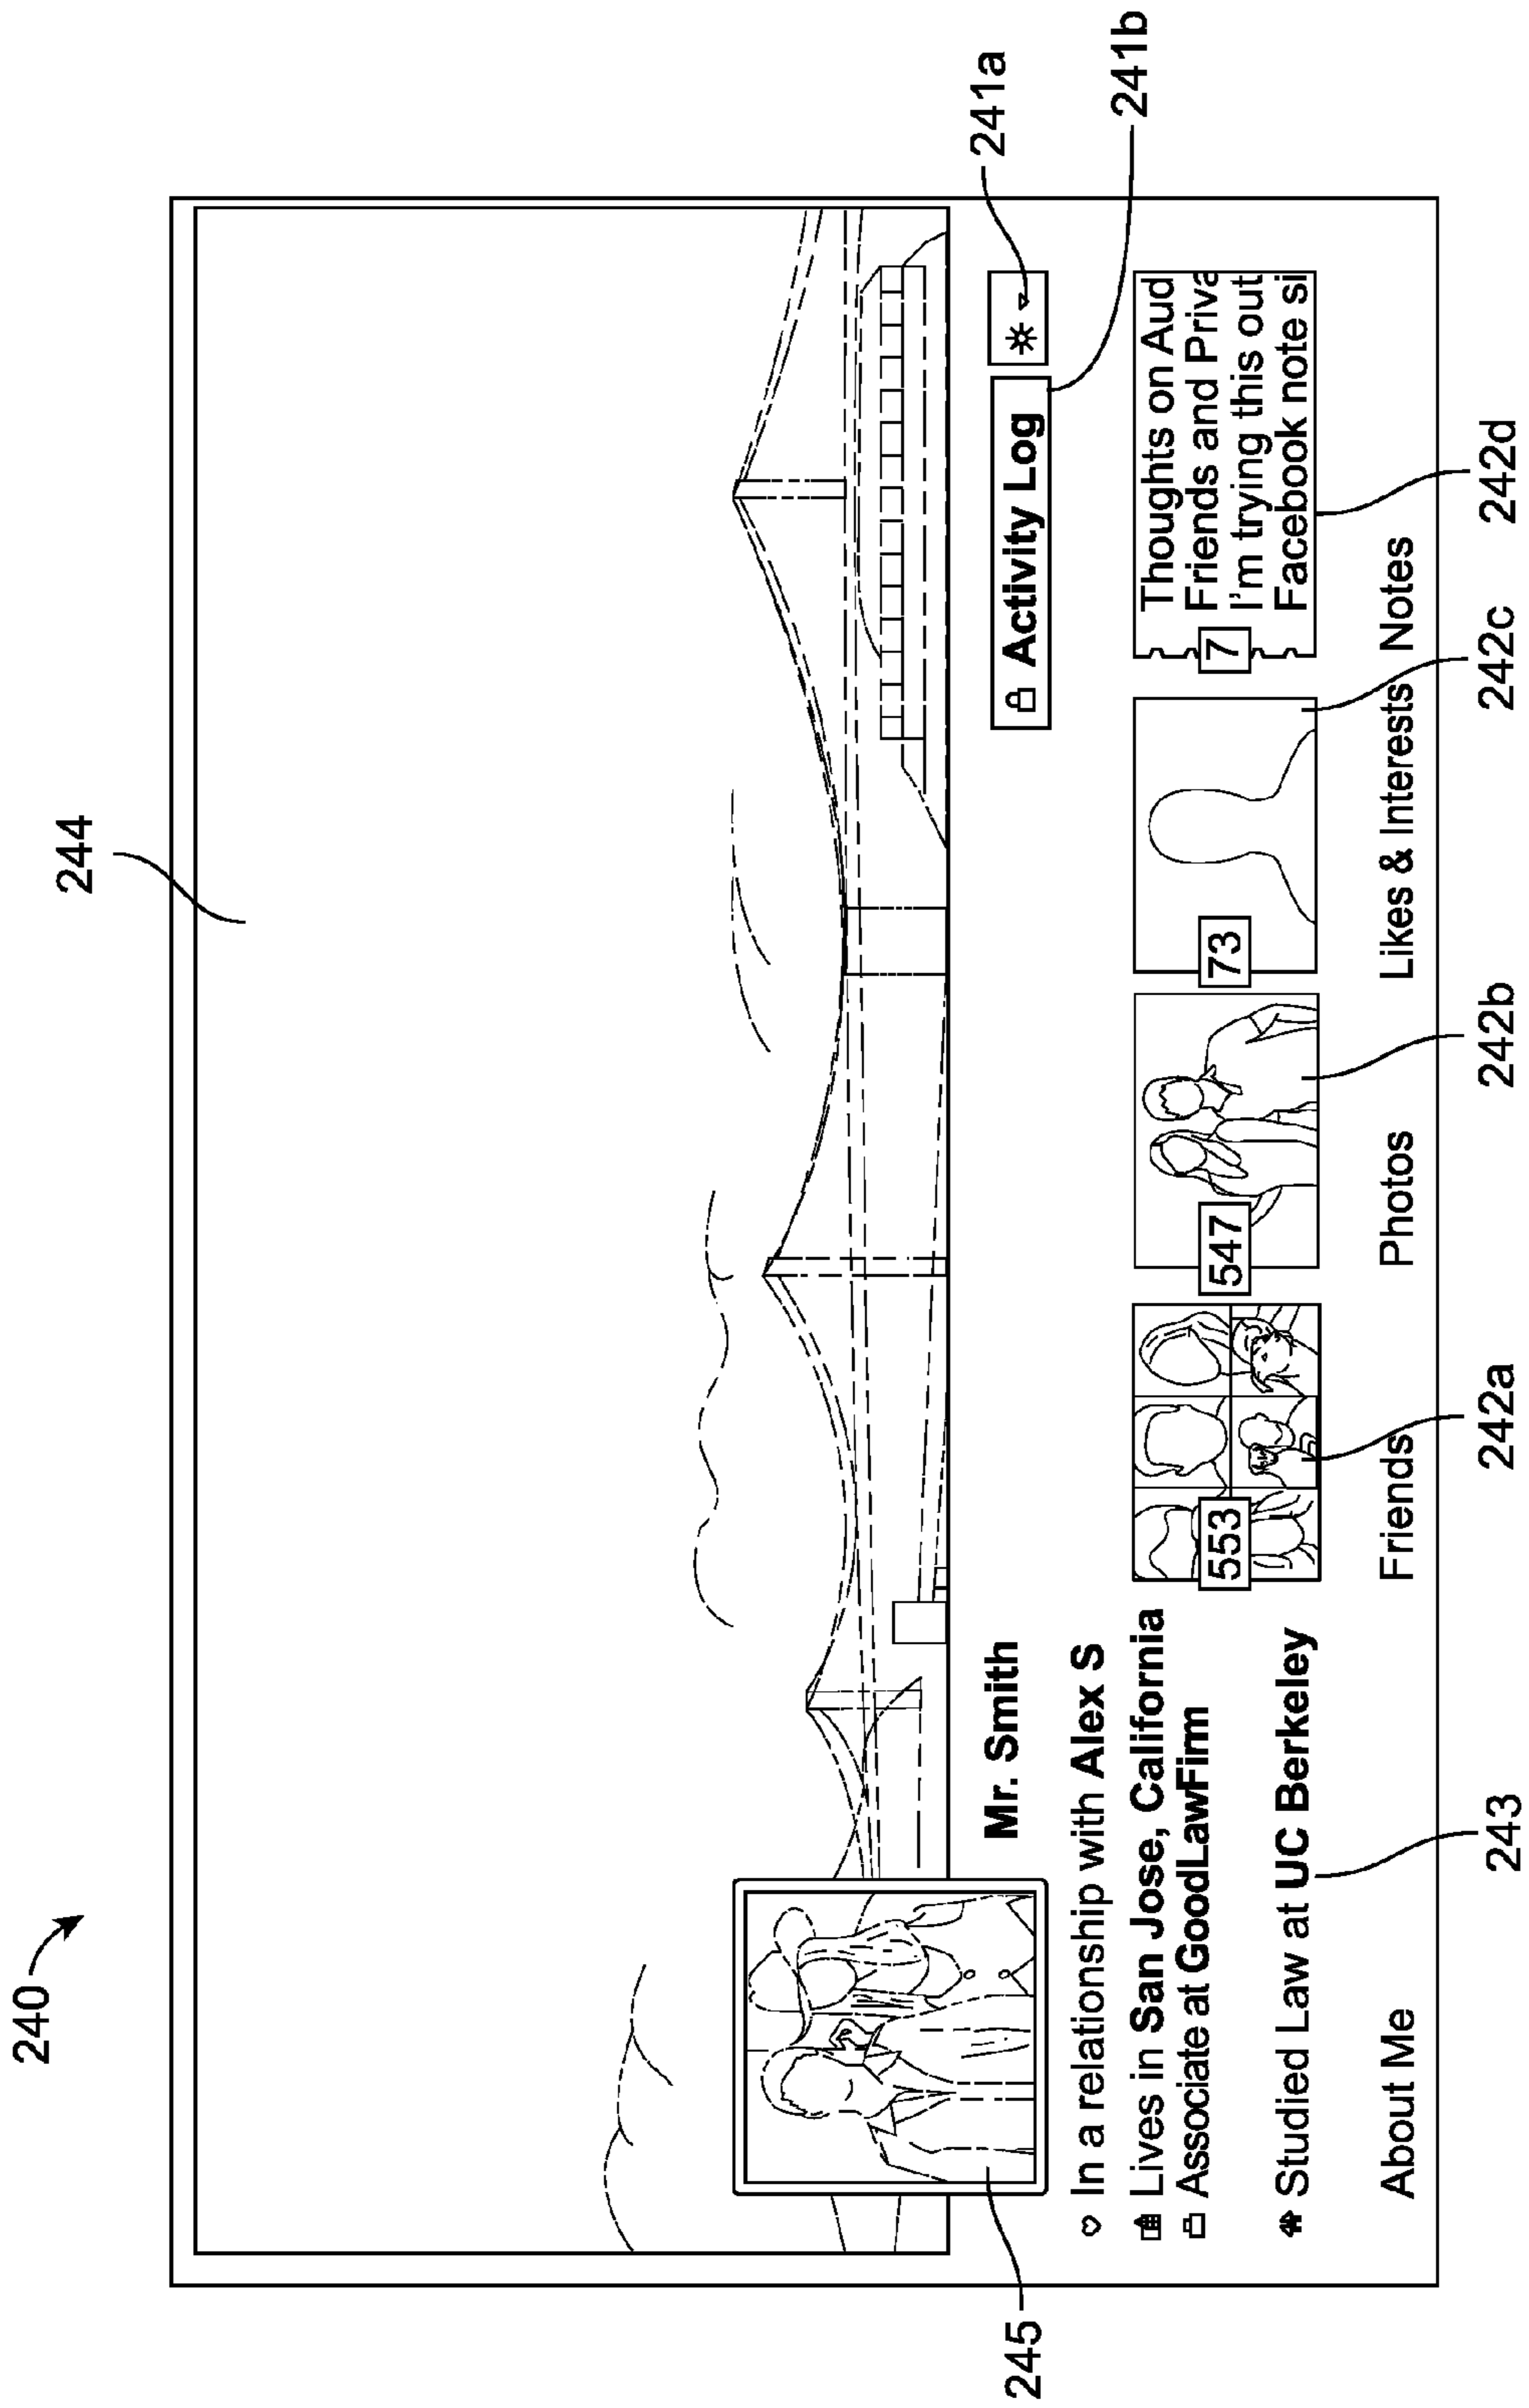 240
244
245
Mr. Smith
Activity Log
241a
241b
In a relationship with Alex S
Lives in San Jose, California
Associate at GoodLawFirm
Studied Law at UC Berkeley
243
About Me
553
Friends
242a
547
Photos
242b
73
Likes & Interests
242c
7
Thoughts on Aud
Friends and Priva
I'm trying this out
Facebook note si
Notes
242d